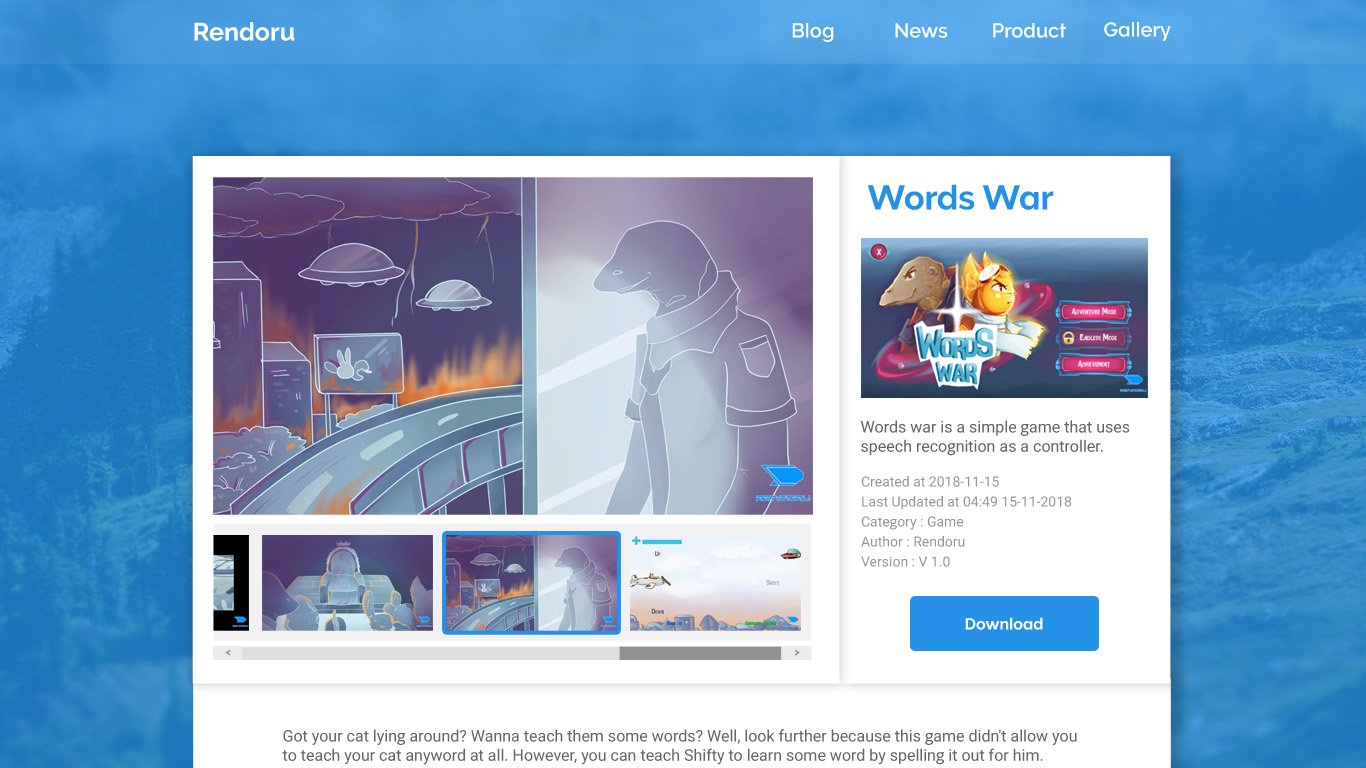 Rendoru
Blog
News
Product
Gallery
Words War
X
WORDS
WAR
ADVENTURE MODE
ENDLESS MODE
ACHIEVEMENT
RENDORU
RENDORU
Words war is a simple game that uses
speech recognition as a controller.
Created at 2018-11-15
Last Updated at 04:49 15-11-2018
Category : Game
Author : Rendoru
Version : V 1.0
Download
Up
Down
<
>
Got your cat lying around? Wanna teach them some words? Well, look further because this game didn't allow you
to teach your cat anyword at all. However, you can teach Shifty to learn some word by spelling it out for him.